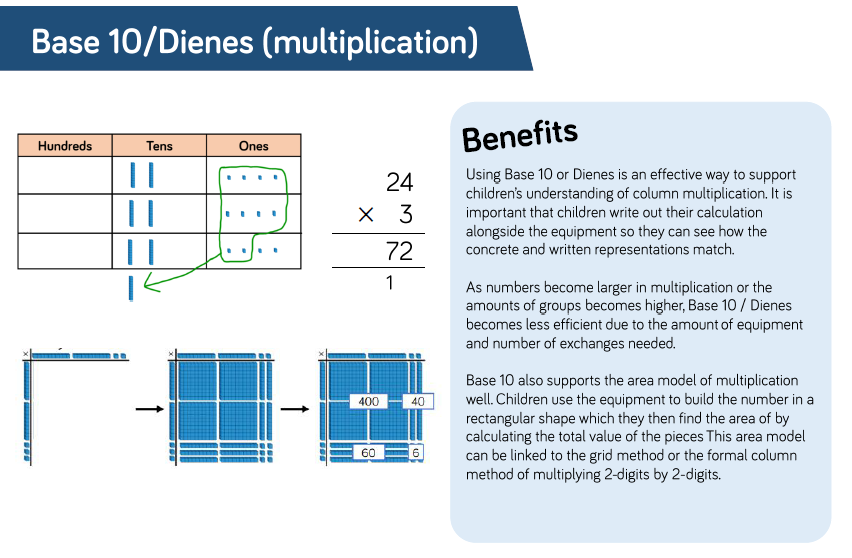 Base 10/Dienes (multiplication)
Hundreds Tens Ones
24
× 3
72
1
×
×
×
400 40
60 6
Benefits
Using Base 10 or Dienes is an effective way to support
children's understanding of column multiplication. It is
important that children write out their calculation
alongside the equipment so they can see how the
concrete and written representations match.
As numbers become larger in multiplication or the
amounts of groups becomes higher, Base 10 / Dienes
becomes less efficient due to the amount of equipment
and number of exchanges needed.
Base 10 also supports the area model of multiplication
well. Children use the equipment to build the number in a
rectangular shape which they then find the area of by
calculating the total value of the pieces This area model
can be linked to the grid method or the formal column
method of multiplying 2-digits by 2-digits.